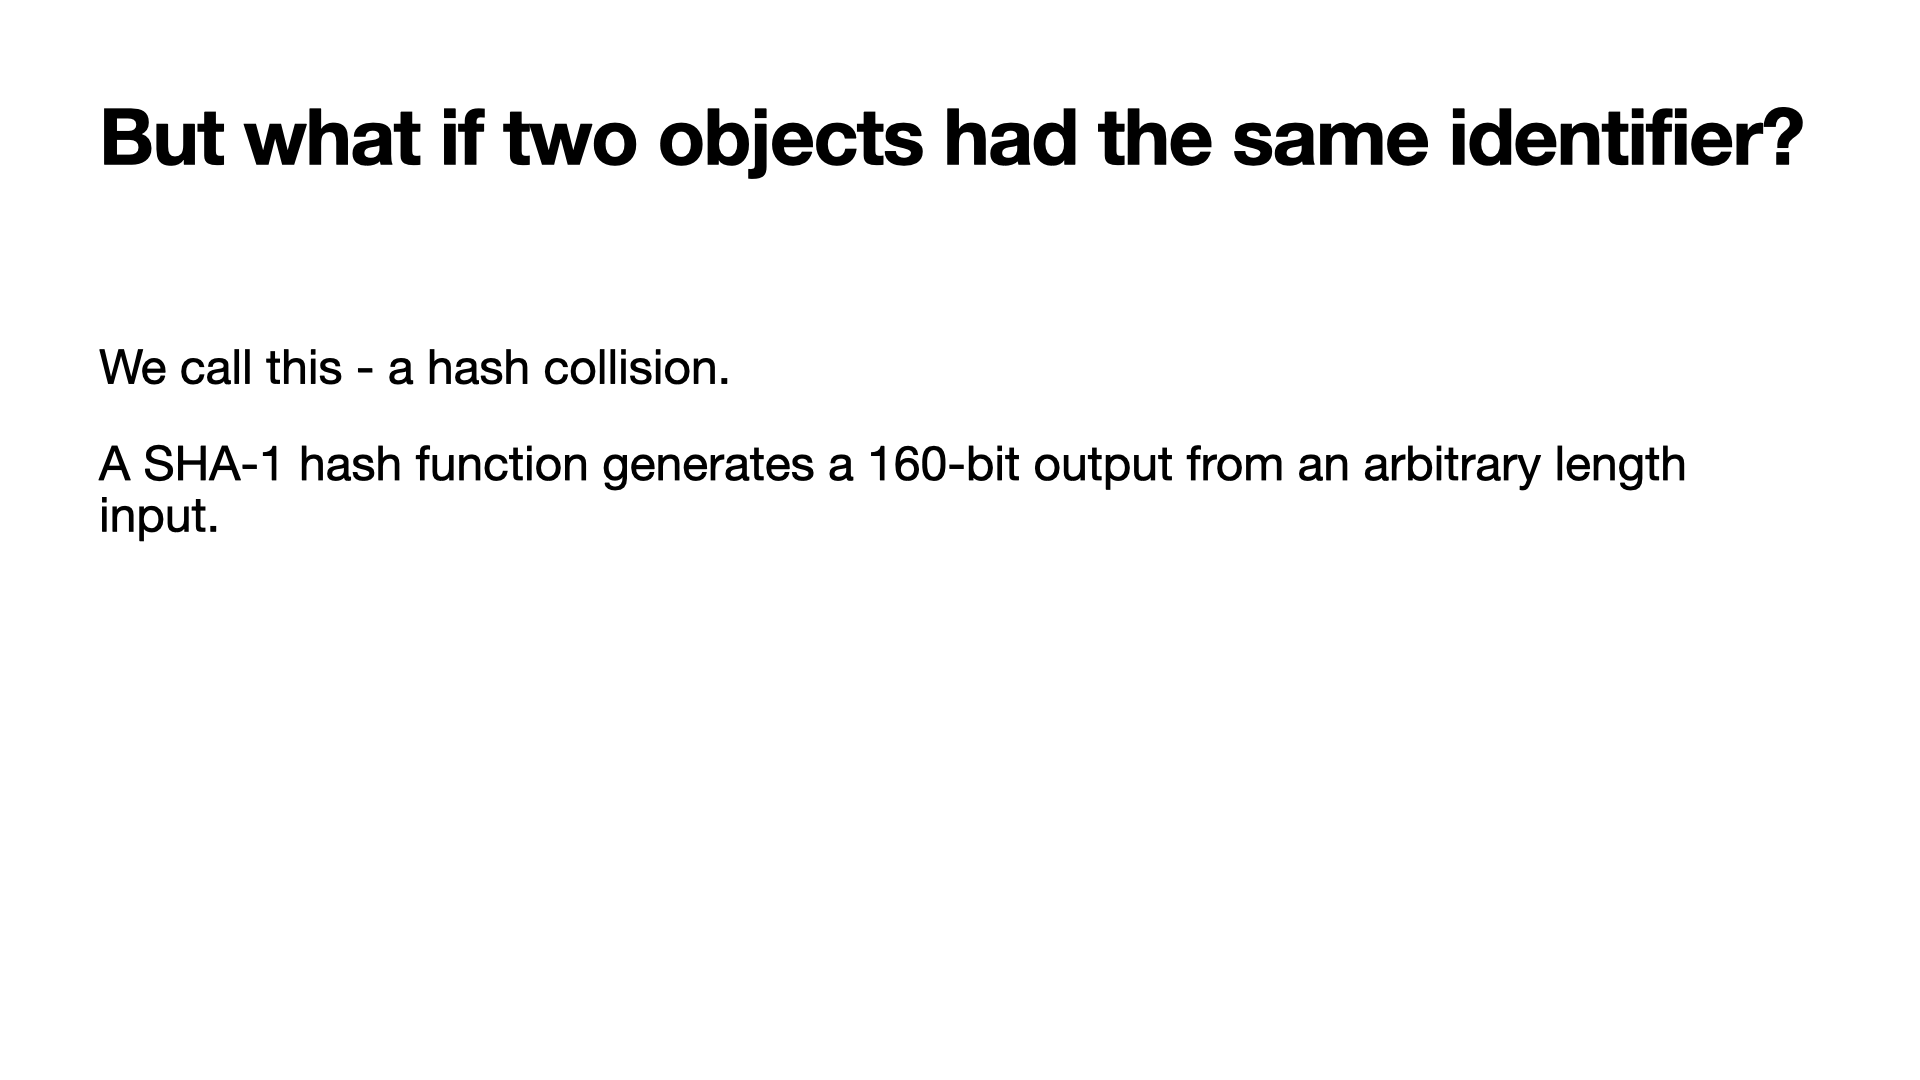 But what if two objects had the same identifier?
We call this - a hash collision.
A SHA-1 hash function generates a 160-bit output from an arbitrary length
input.